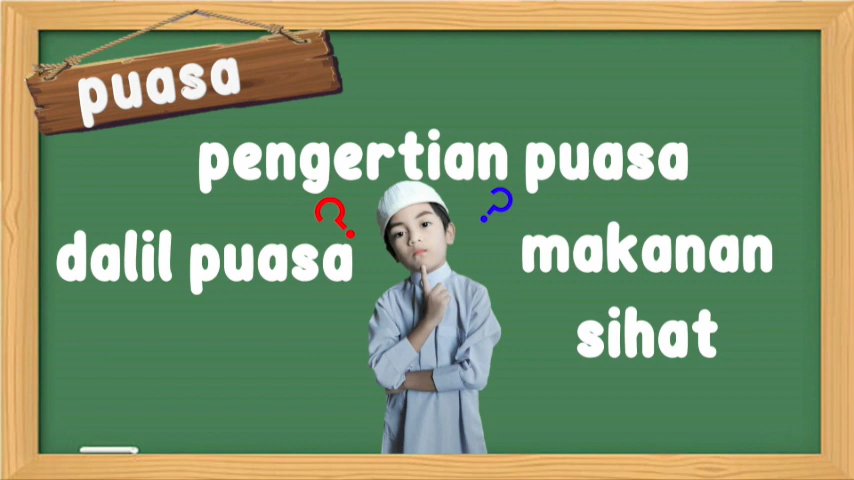 puasa
pengertian puasa
dalil puasa
makanan
sihat